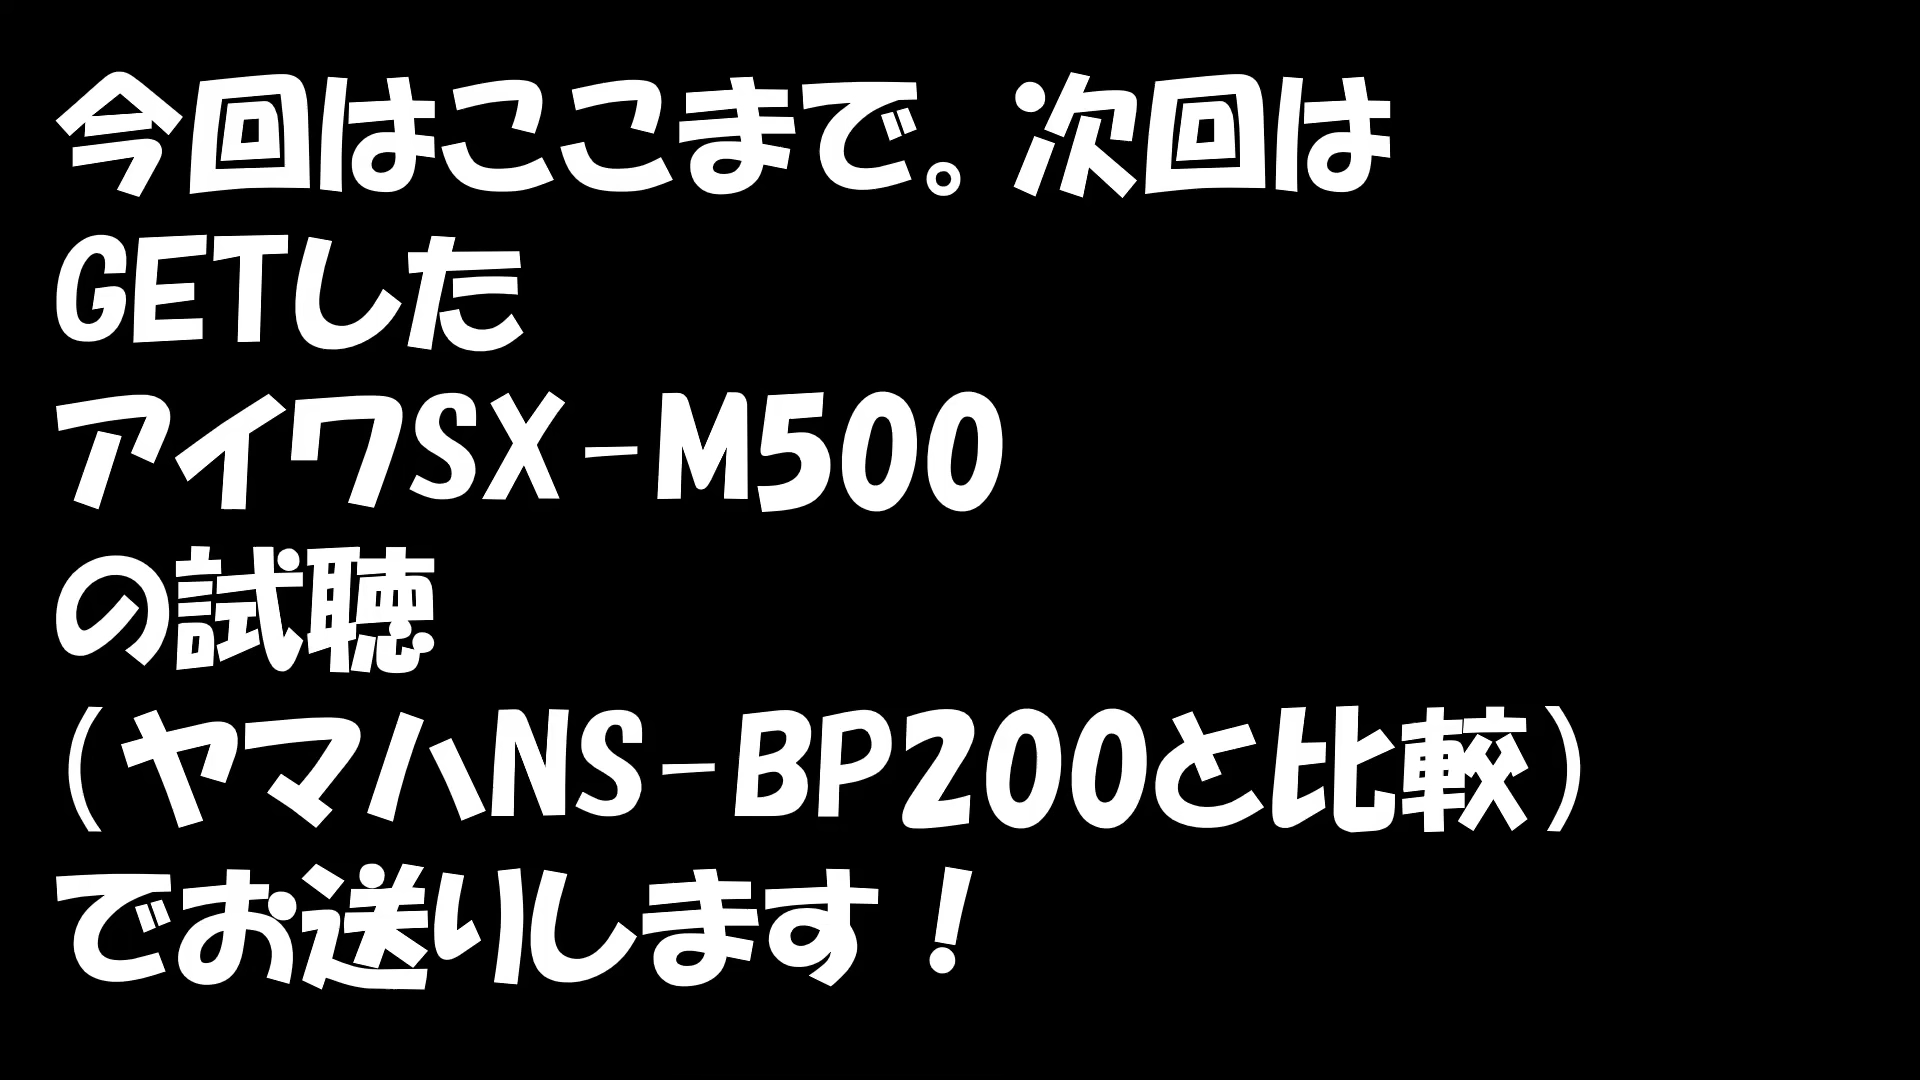 今回はここまで。次回は
GETした
アイワSX-M500
の試聴
(ヤマハNS-BP200と比較)
でお送りします！